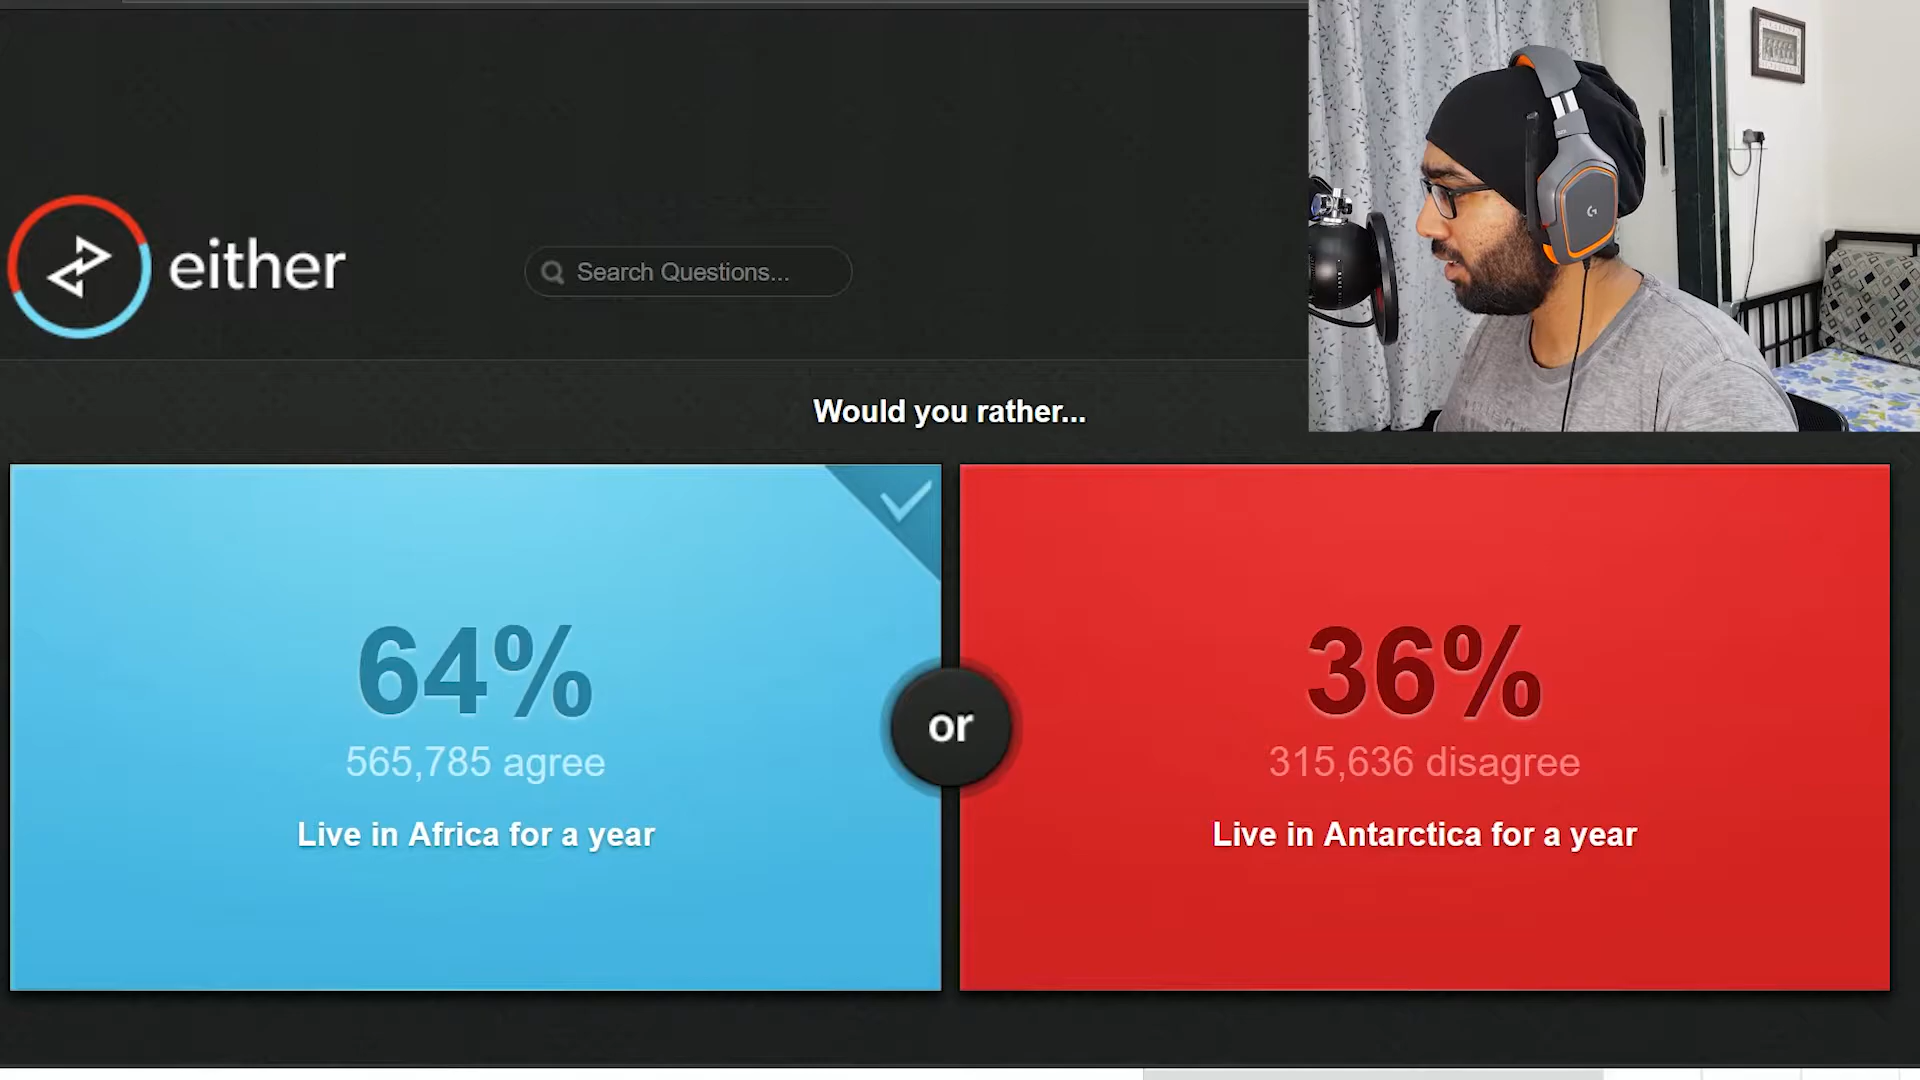 either
Search Questions...
Would you rather...
64%
565,785 agree
Live in Africa for a year
or
36%
315,636 disagree
Live in Antarctica for a year